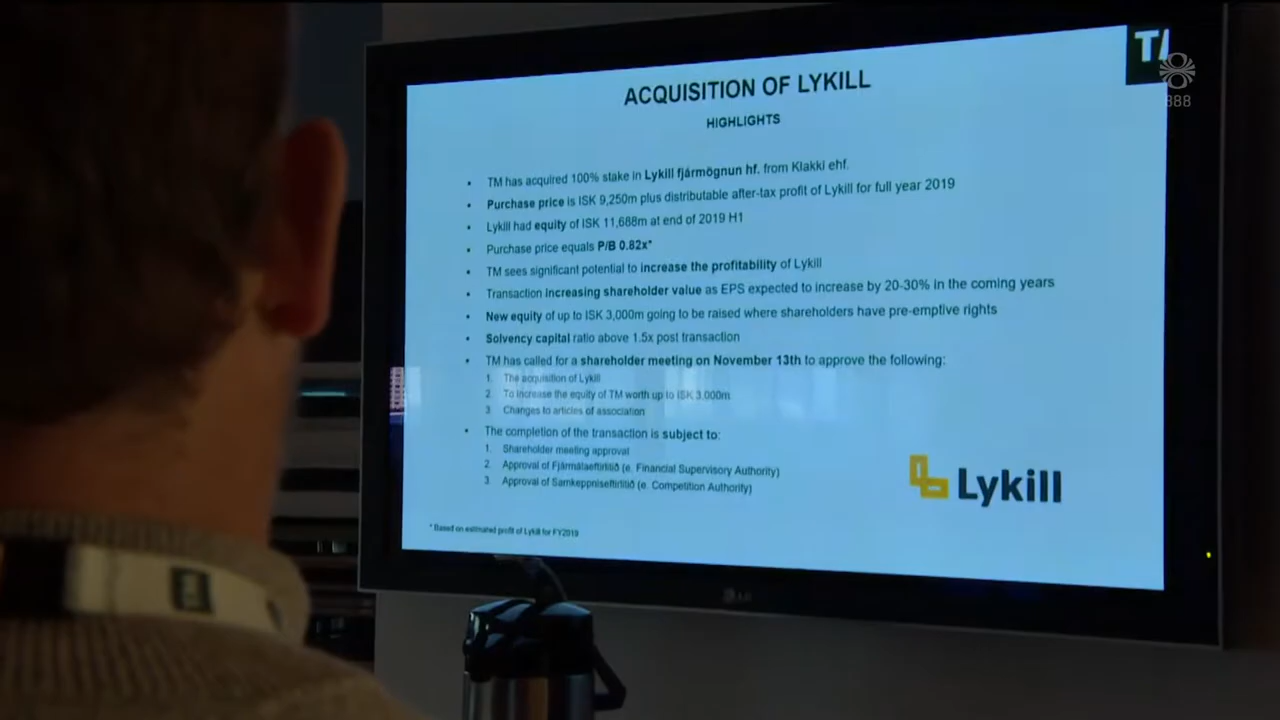 TM
888
ACQUISITION OF LYKILL
HIGHLIGHTS
• TM has acquired 100% stake in Lykill fjármögnun hf. from Klakki ehf.
• Purchase price is ISK 9,250m plus distributable after-tax profit of Lykill for full year 2019
• Lykill had equity of ISK 11,688m at end of 2019 H1
• Purchase price equals P/B 0.82x*
• TM sees significant potential to increase the profitability of Lykill
• Transaction increasing shareholder value as EPS expected to increase by 20-30% in the coming years
• New equity of up to ISK 3,000m going to be raised where shareholders have pre-emptive rights
• Solvency capital ratio above 1.5x post transaction
• TM has called for a shareholder meeting on November 13th to approve the following:
1. The acquisition of Lykill
2. To increase the equity of TM worth up to ISK 3,000m
3. Changes to articles of association
• The completion of the transaction is subject to:
1. Shareholder meeting approval
2. Approval of Fjármálaeftirlitið (e. Financial Supervisory Authority)
3. Approval of Samkeppniseftirlitið (e. Competition Authority)
Lykill
* Based on estimated profit of Lykill for FY2019
LG